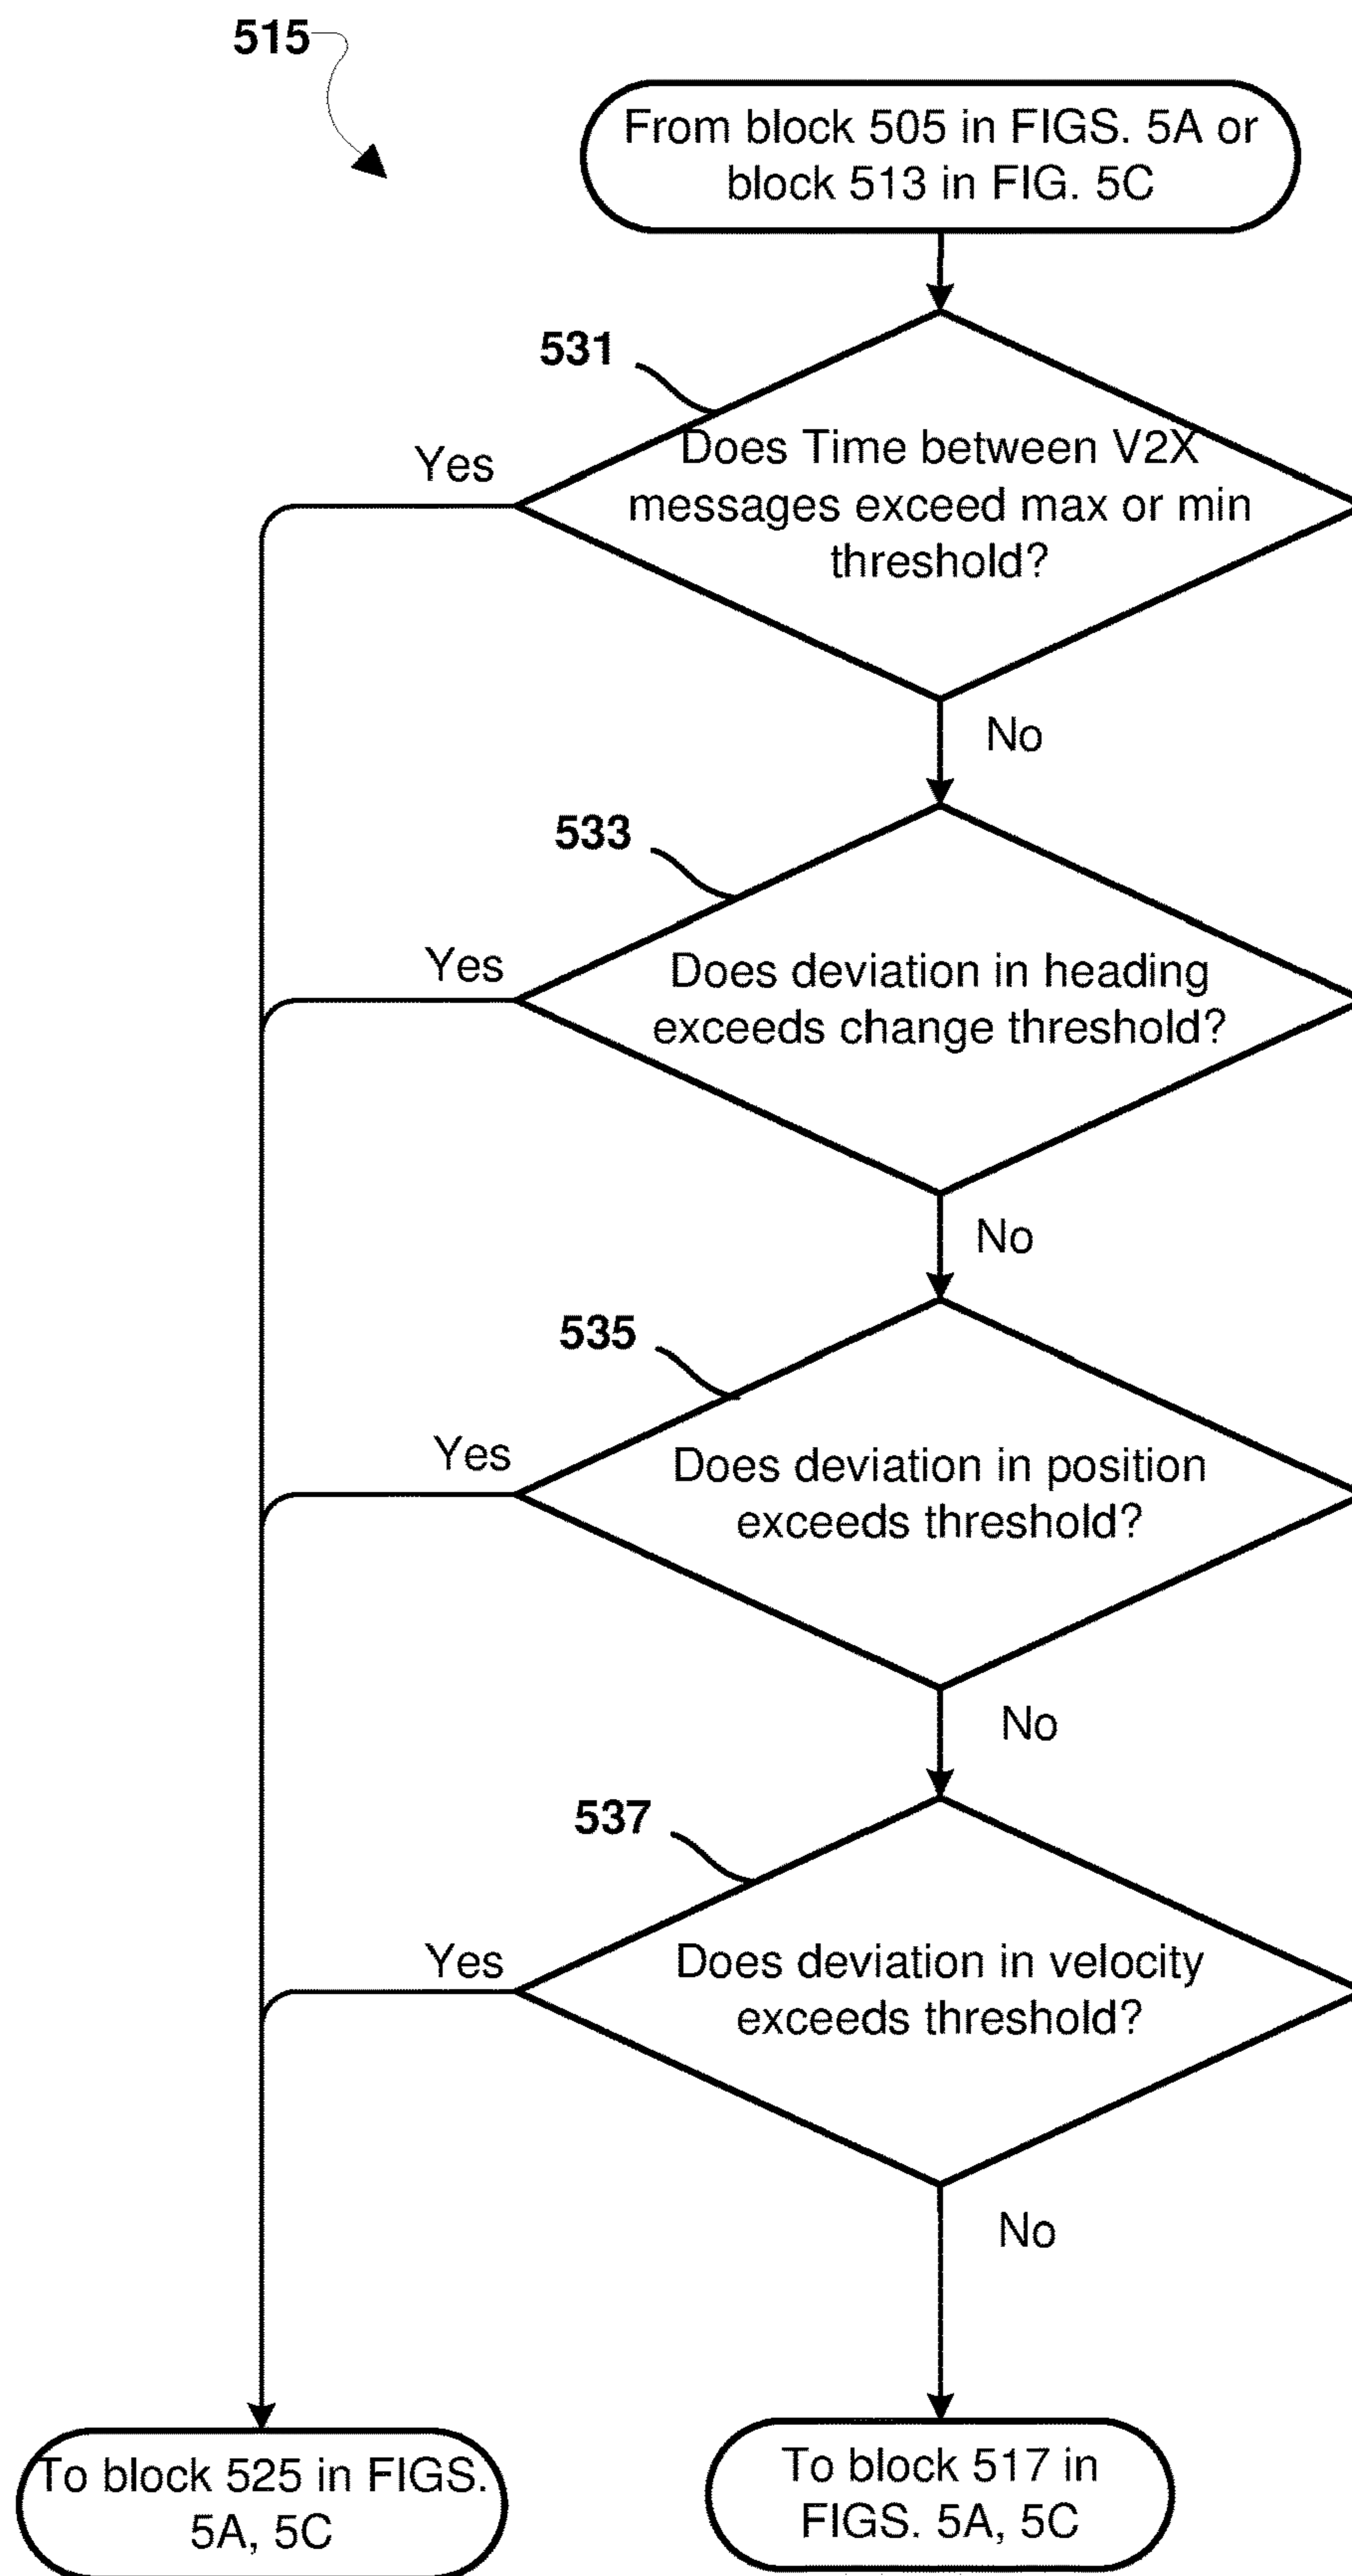 515
From block 505 in FIGS. 5A or
block 513 in FIG. 5C
531
Yes
Does Time between V2X
messages exceed max or min
threshold?
No
533
Yes
Does deviation in heading
exceeds change threshold?
No
535
Yes
Does deviation in position
exceeds threshold?
No
537
Yes
Does deviation in velocity
exceeds threshold?
No
To block 525 in FIGS.
5A, 5C
To block 517 in
FIGS. 5A, 5C